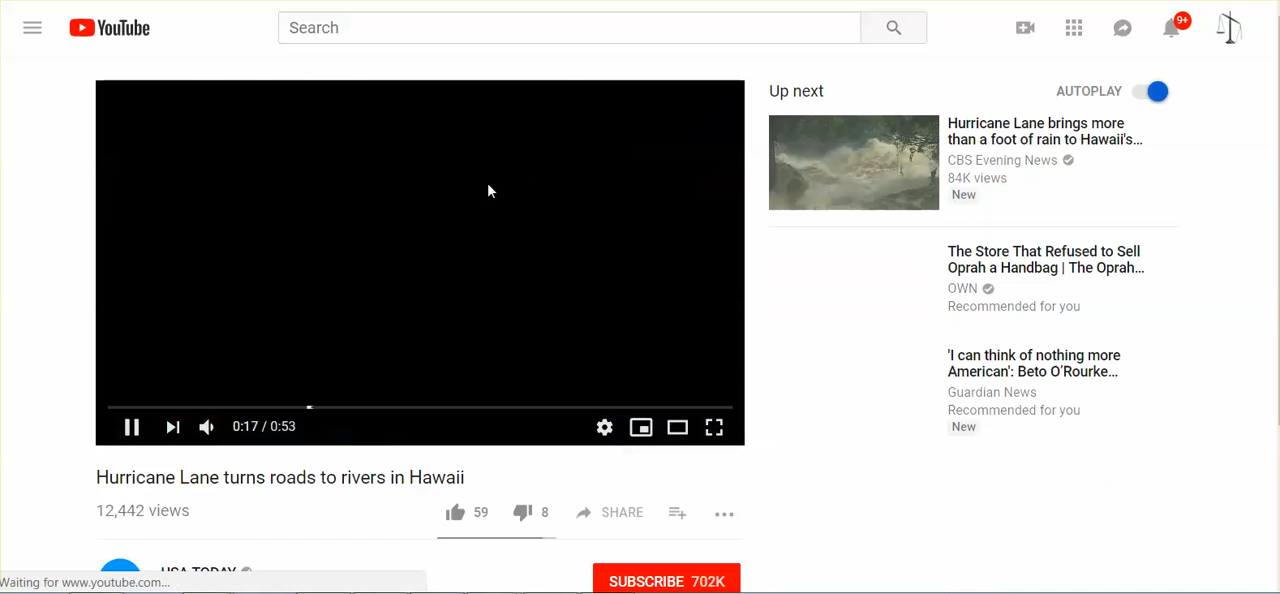 YouTube
Search
9+
Up next
AUTOPLAY
Hurricane Lane brings more
than a foot of rain to Hawaii's...
CBS Evening News
84K views
New
The Store That Refused to Sell
Oprah a Handbag | The Oprah...
OWN
Recommended for you
'I can think of nothing more
American': Beto O'Rourke...
Guardian News
Recommended for you
New
0:17 / 0:53
Hurricane Lane turns roads to rivers in Hawaii
12,442 views
59
8
SHARE
USA TODAY
SUBSCRIBE 702K
Waiting for www.youtube.com...